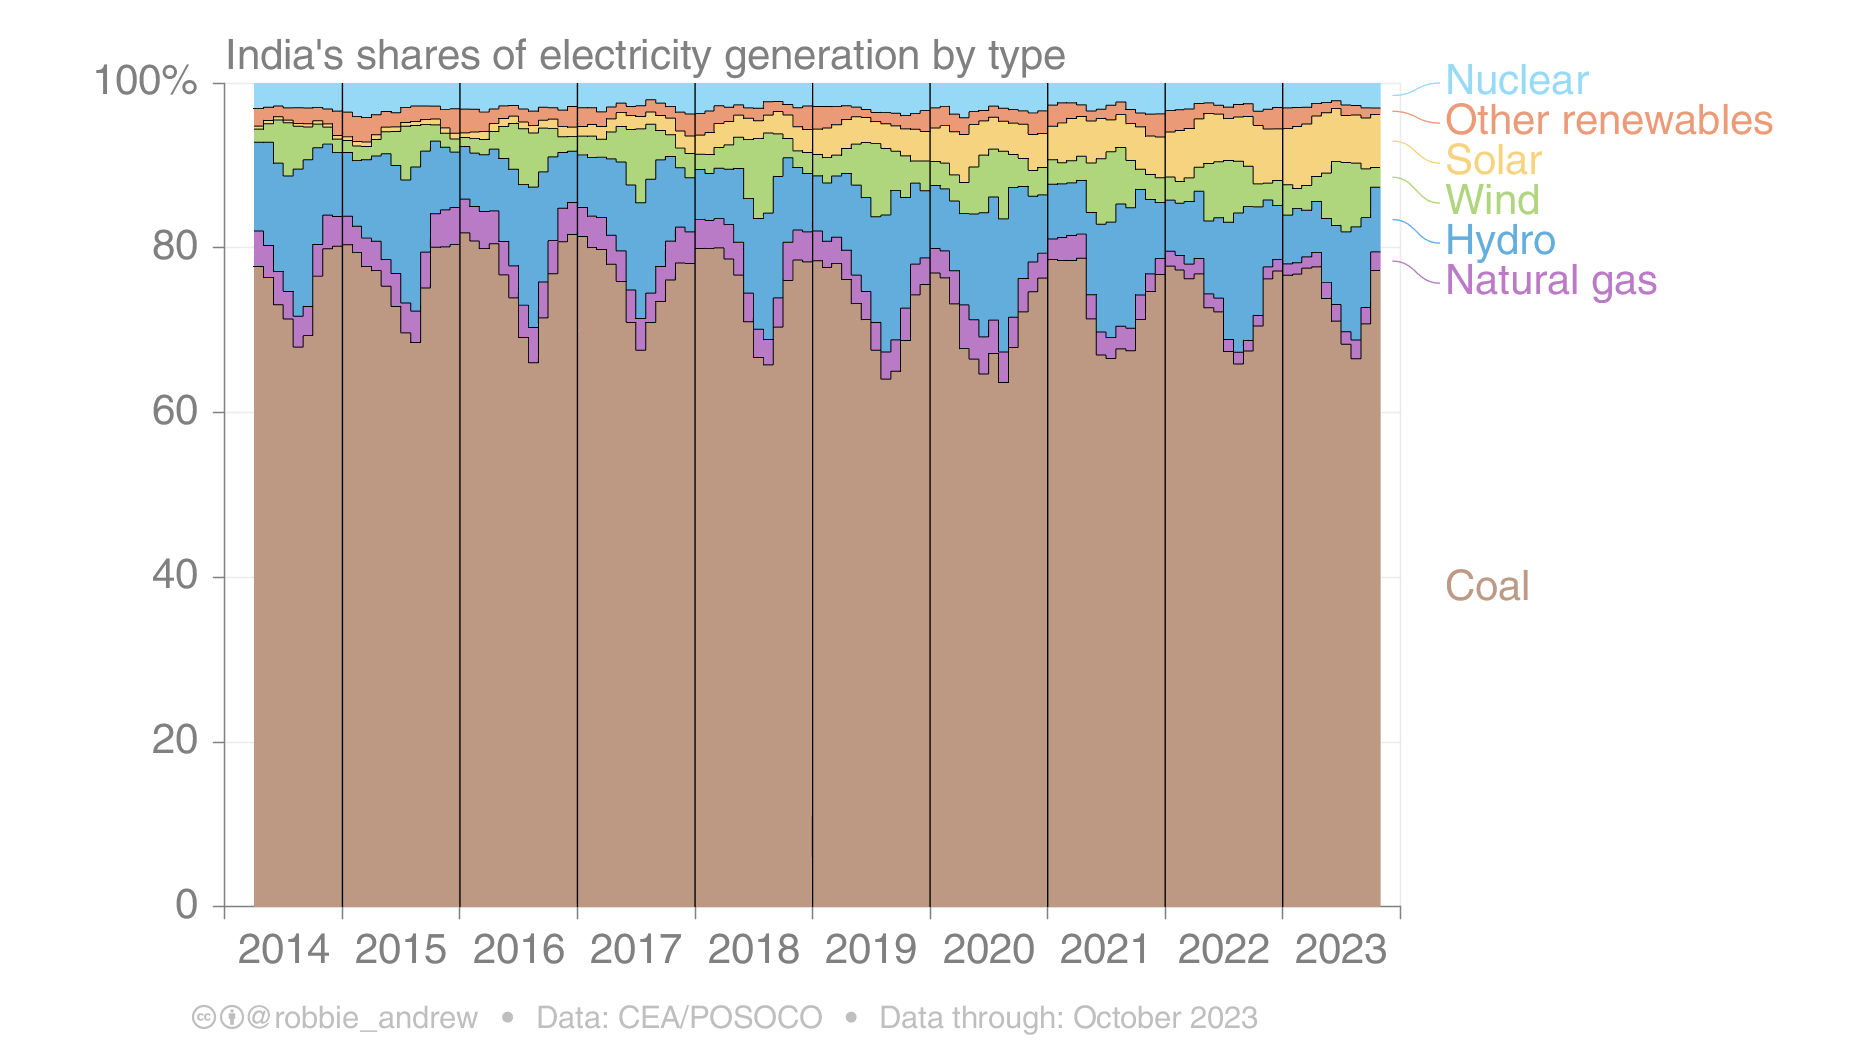 India's shares of electricity generation by type
100%
80
60
40
20
0
2014 2015 2016 2017 2018 2019 2020 2021 2022 2023
Nuclear
Other renewables
Solar
Wind
Hydro
Natural gas
Coal
cc @robbie_andrew • Data: CEA/POSOCO • Data through: October 2023